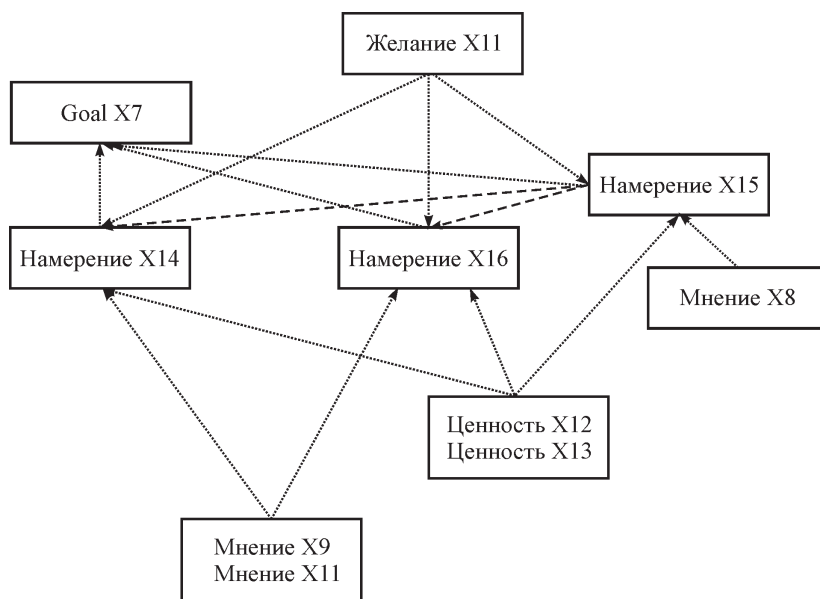 Желание X11
Goal X7
Намерение X15
Намерение X14
Намерение X16
Мнение X8
Ценность X12
Ценность X13
Мнение X9
Мнение X11